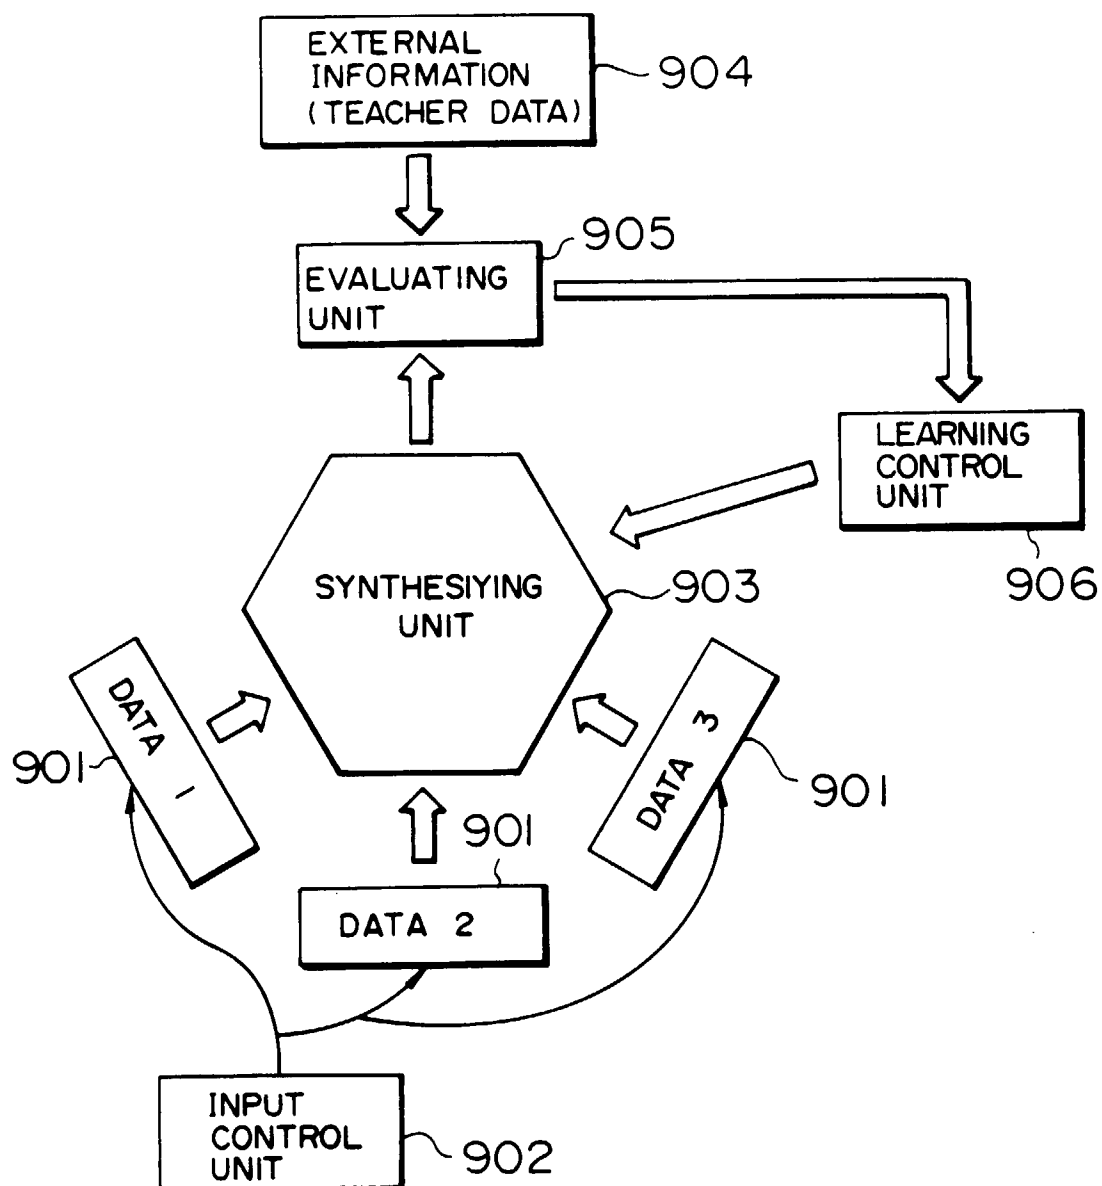 EXTERNAL
INFORMATION
(TEACHER DATA)
904
905
EVALUATING
UNIT
LEARNING
CONTROL
UNIT
906
SYNTHESIYING
UNIT
903
DATA 1
901
DATA 3
901
901
DATA 2
INPUT
CONTROL
UNIT
902